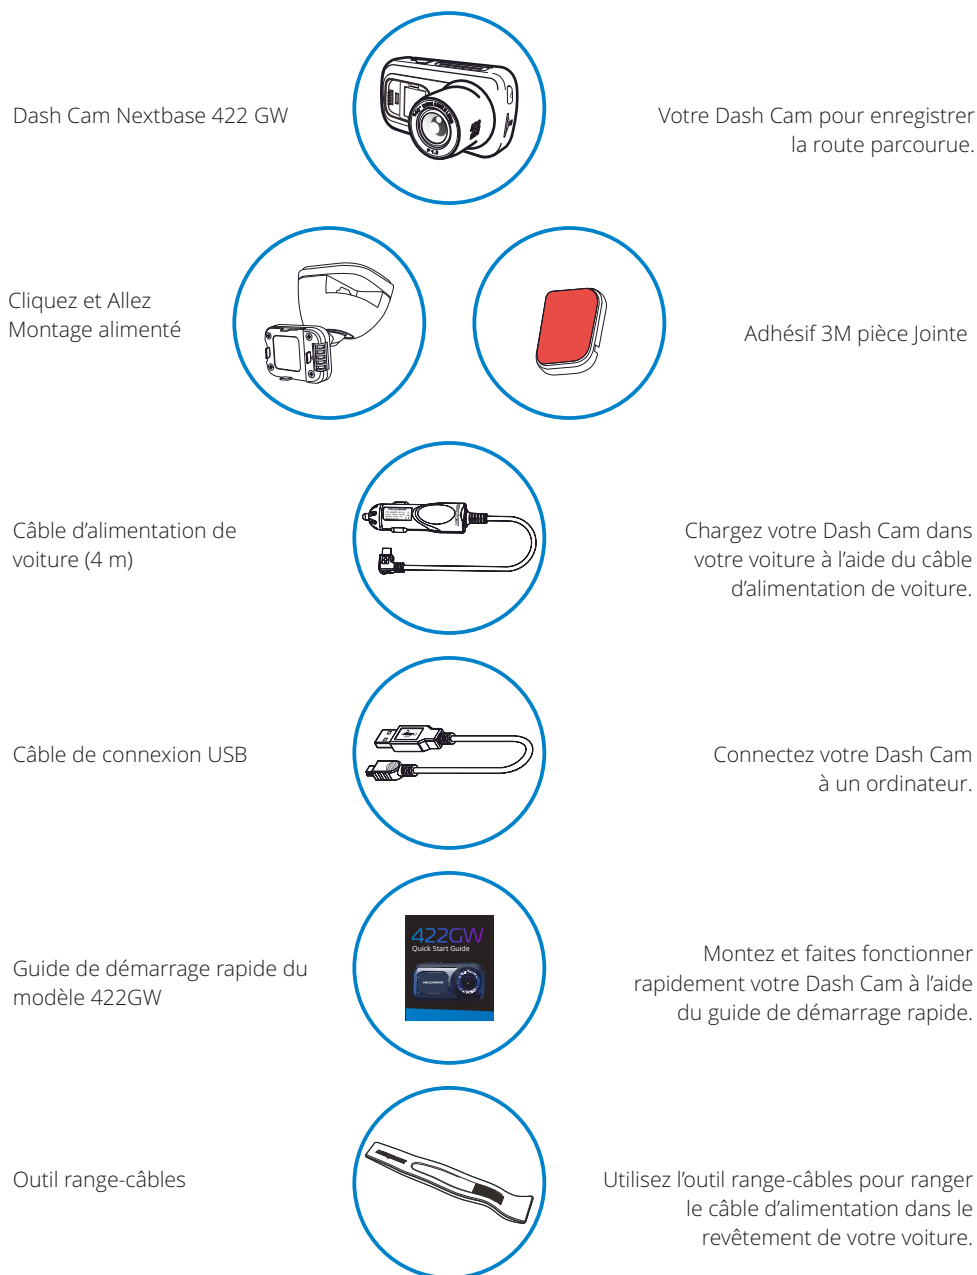 Dash Cam Nextbase 422 GW
Votre Dash Cam pour enregistrer
la route parcourue.
Cliquez et Allez
Montage alimenté
Adhésif 3M pièce Jointe
Câble d’alimentation de
voiture (4 m)
Chargez votre Dash Cam dans
votre voiture à l’aide du câble
d’alimentation de voiture.
Câble de connexion USB
Connectez votre Dash Cam
à un ordinateur.
Guide de démarrage rapide du
modèle 422GW
422GW
Quick Start Guide
Montez et faites fonctionner
rapidement votre Dash Cam à l’aide
du guide de démarrage rapide.
Outil range-câbles
Utilisez l’outil range-câbles pour ranger
le câble d’alimentation dans le
revêtement de votre voiture.